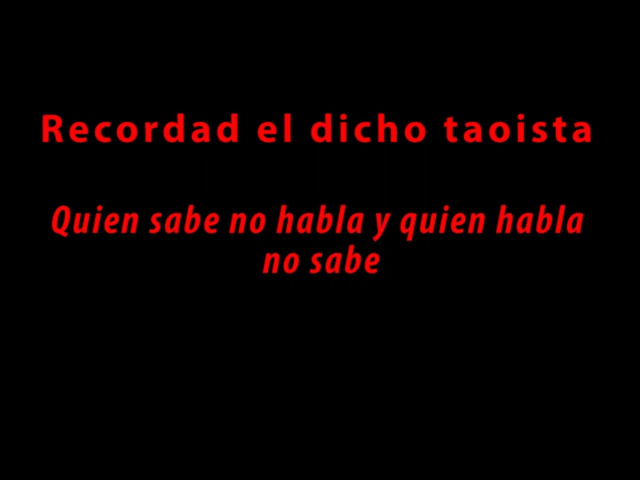 Recordad el dicho taoista
Quien sabe no habla y quien habla
no sabe